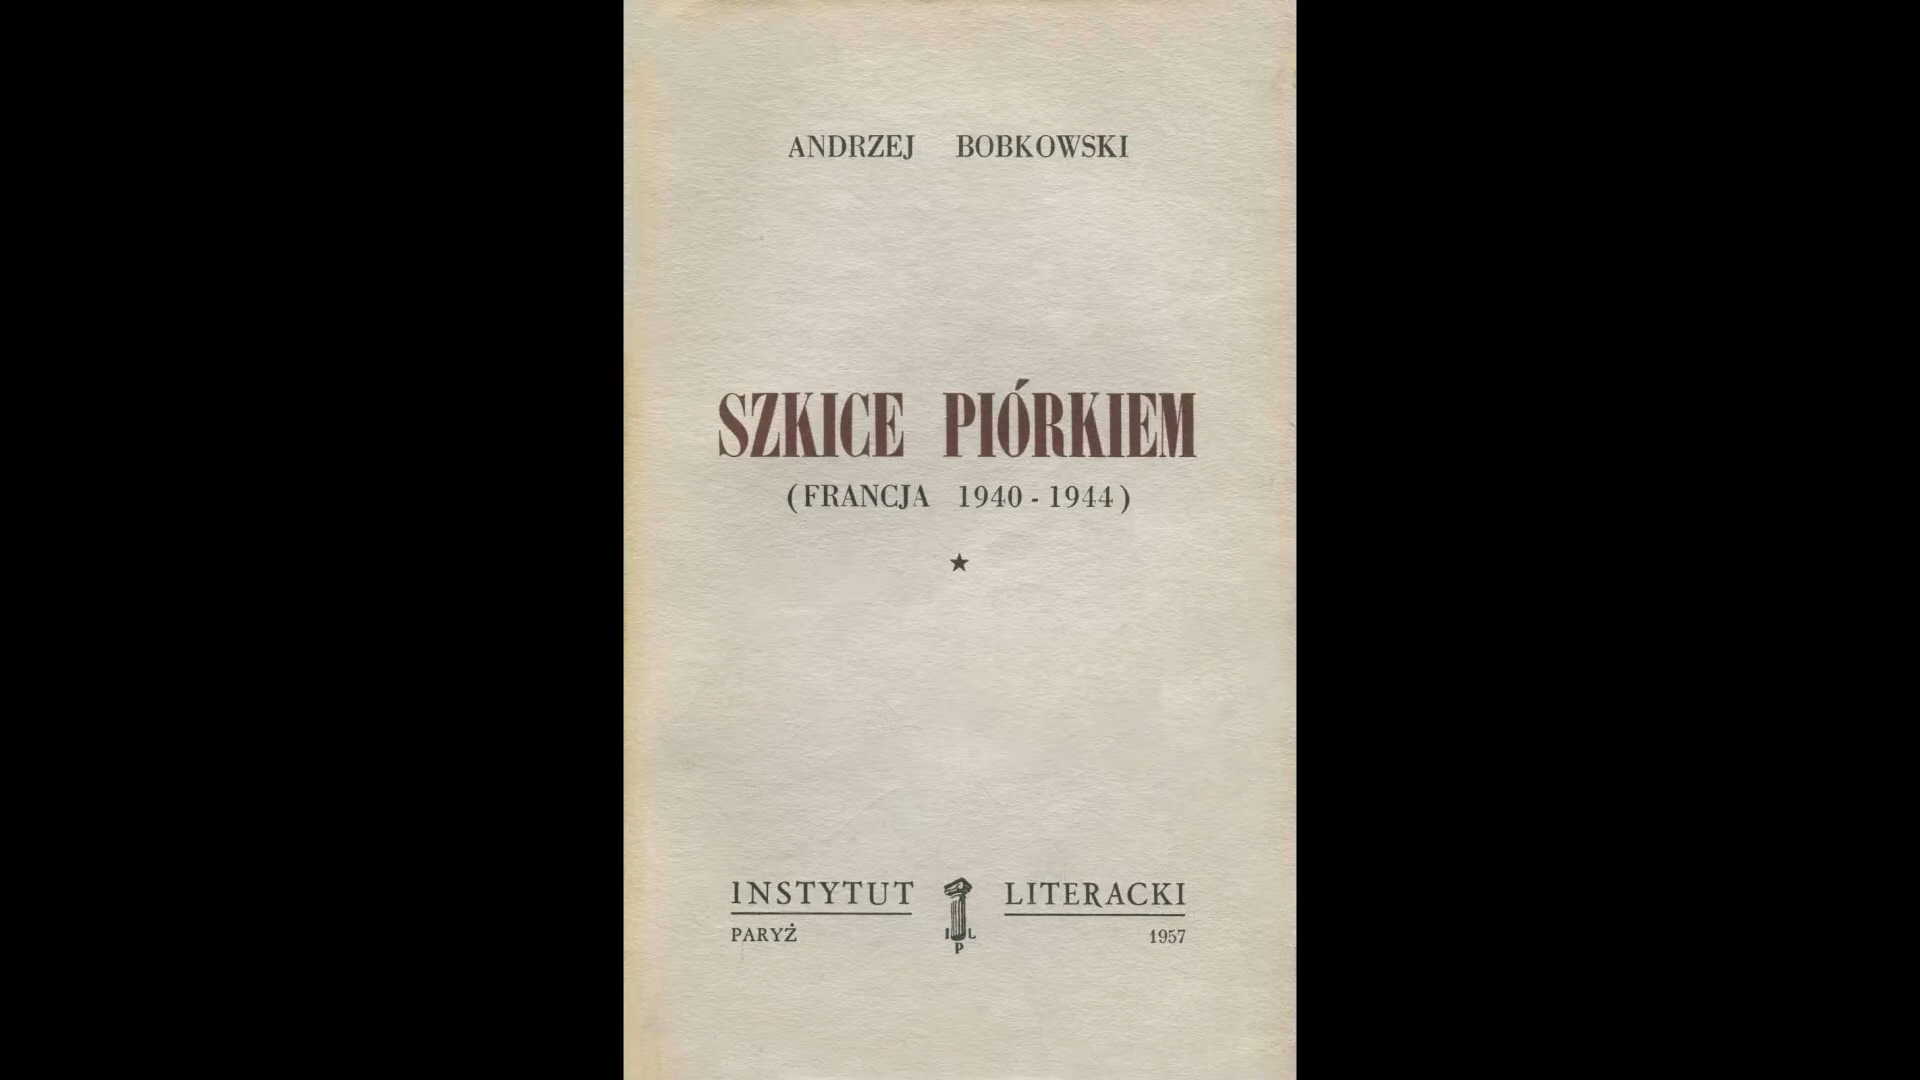 ANDRZEJ BOBKOWSKI
SZKICE PIÓRKIEM
(FRANCJA 1940 - 1944)
★
INSTYTUT LITERACKI
PARYŻ 1957
I L
P